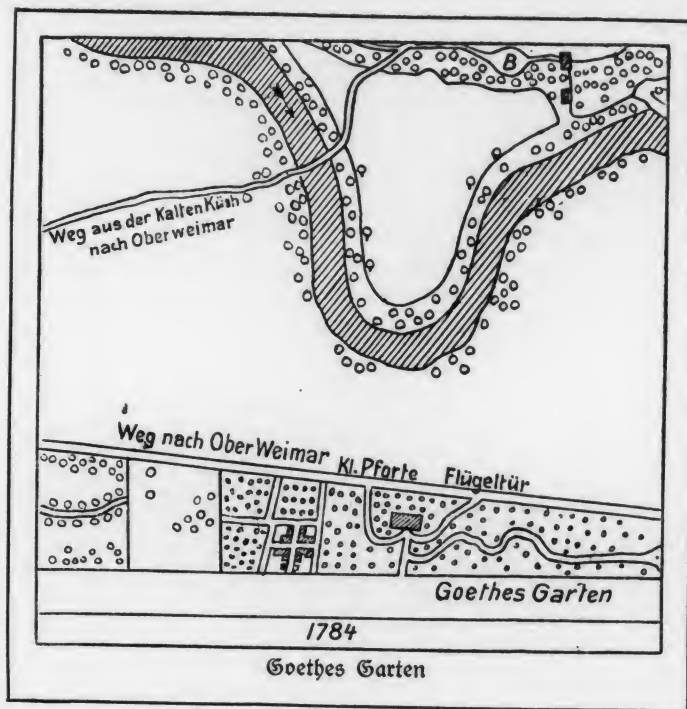 B
Weg aus der Kalten Küch
nach Oberweimar
Weg nach Ober Weimar
Kl. Pforte
Flügeltür
Goethes Garten
1784
Goethes Garten